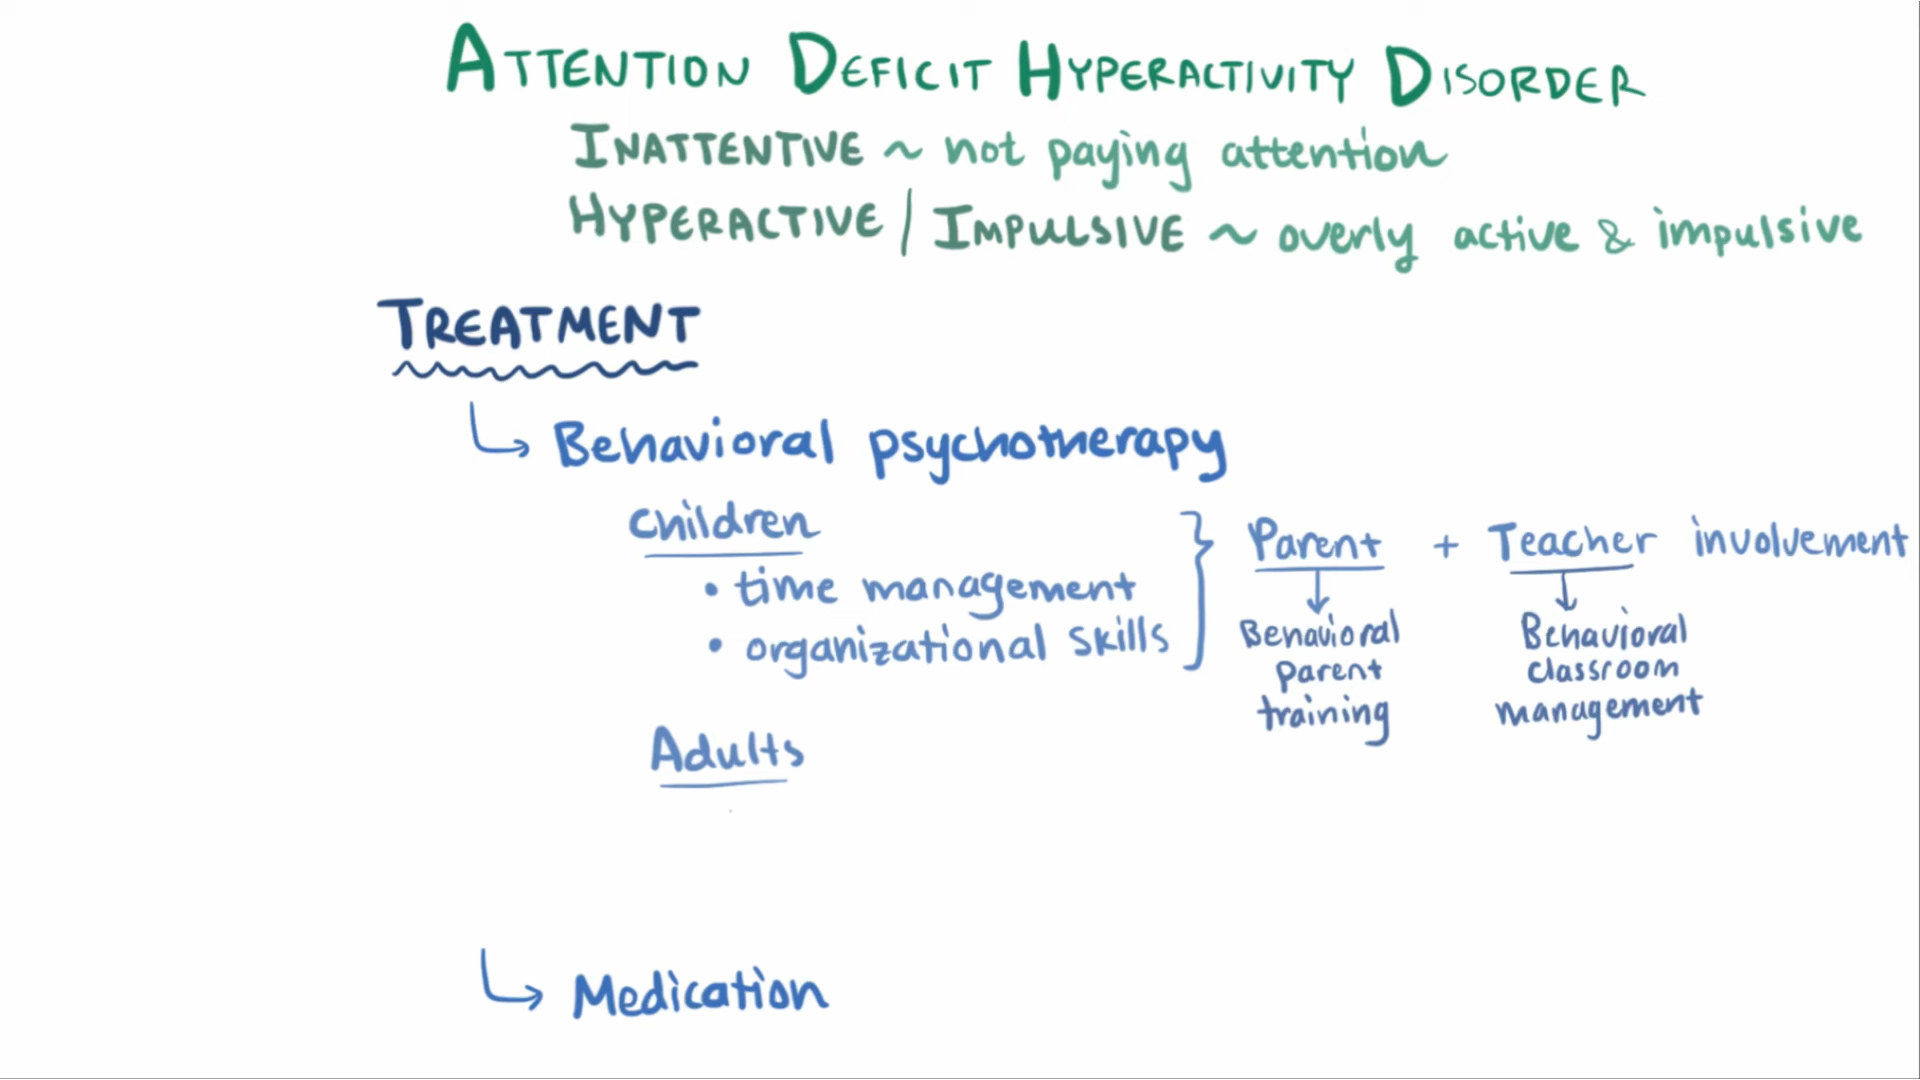 ATTENTION DEFICIT HYPERACTIVITY DISORDER
INATTENTIVE ~ not paying attention
HYPERACTIVE / IMPULSIVE ~ overly active & impulsive
TREATMENT
Behavioral psychotherapy
Children
• time management
• organizational skills
Parent + Teacher involvement
Behavioral
parent
training
Behavioral
classroom
management
Adults
Medication